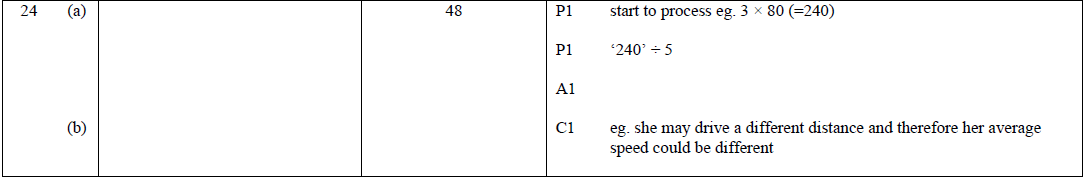 24 (a) 48 P1 start to process eg. 3 × 80 (=240)
P1 ‘240’ ÷ 5
A1
(b) C1 eg. she may drive a different distance and therefore her average
speed could be different